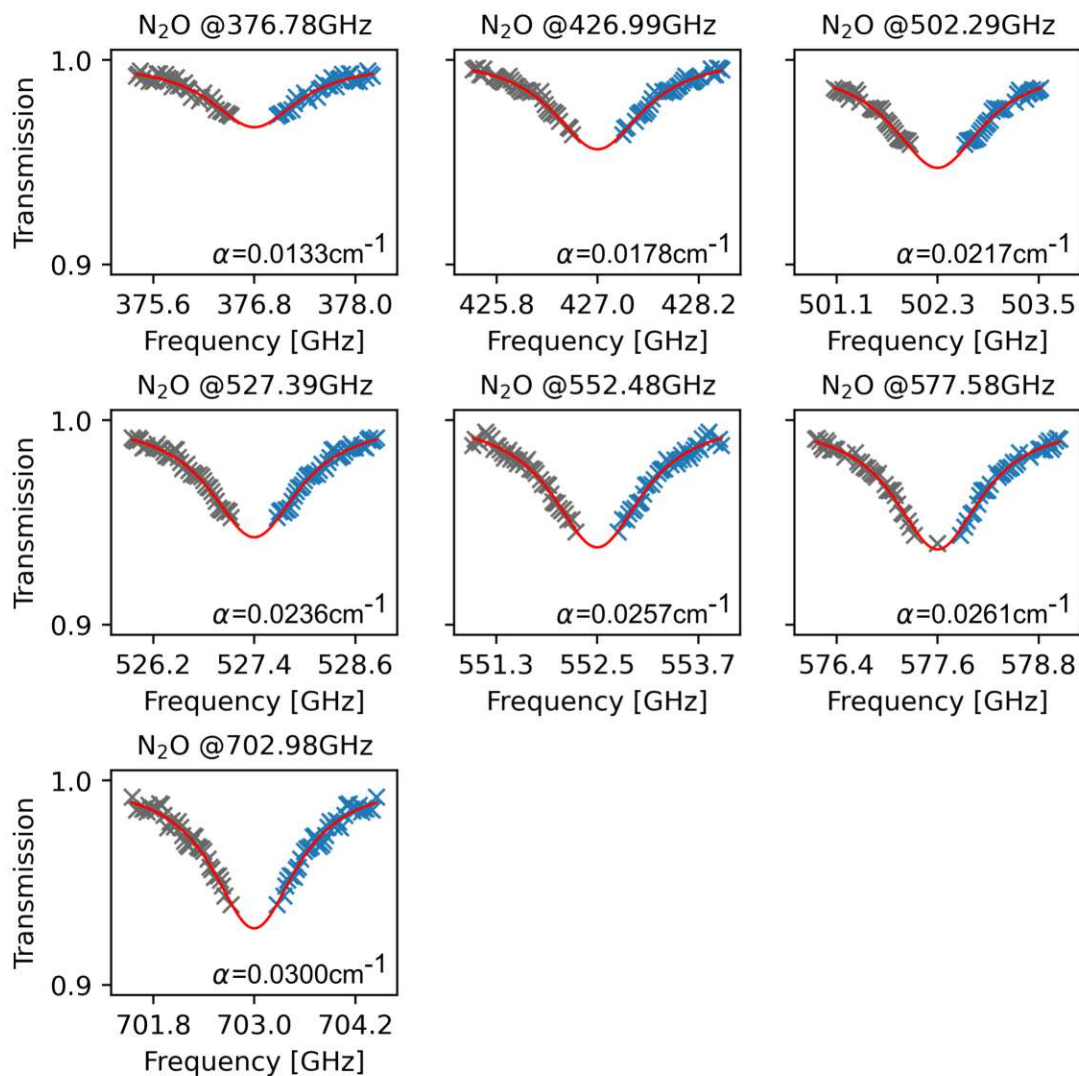 N₂O @376.78GHz
N₂O @426.99GHz
N₂O @502.29GHz
Transmission
1.0
0.9
α=0.0133cm⁻¹
α=0.0178cm⁻¹
α=0.0217cm⁻¹
375.6 376.8 378.0
425.8 427.0 428.2
501.1 502.3 503.5
Frequency [GHz]
Frequency [GHz]
Frequency [GHz]
N₂O @527.39GHz
N₂O @552.48GHz
N₂O @577.58GHz
Transmission
1.0
0.9
α=0.0236cm⁻¹
α=0.0257cm⁻¹
α=0.0261cm⁻¹
526.2 527.4 528.6
551.3 552.5 553.7
576.4 577.6 578.8
Frequency [GHz]
Frequency [GHz]
Frequency [GHz]
N₂O @702.98GHz
Transmission
1.0
0.9
α=0.0300cm⁻¹
701.8 703.0 704.2
Frequency [GHz]